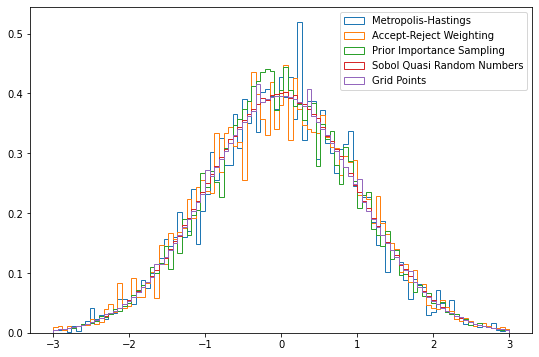 Metropolis-Hastings
Accept-Reject Weighting
Prior Importance Sampling
Sobol Quasi Random Numbers
Grid Points
0.5
0.4
0.3
0.2
0.1
0.0
−3 −2 −1 0 1 2 3